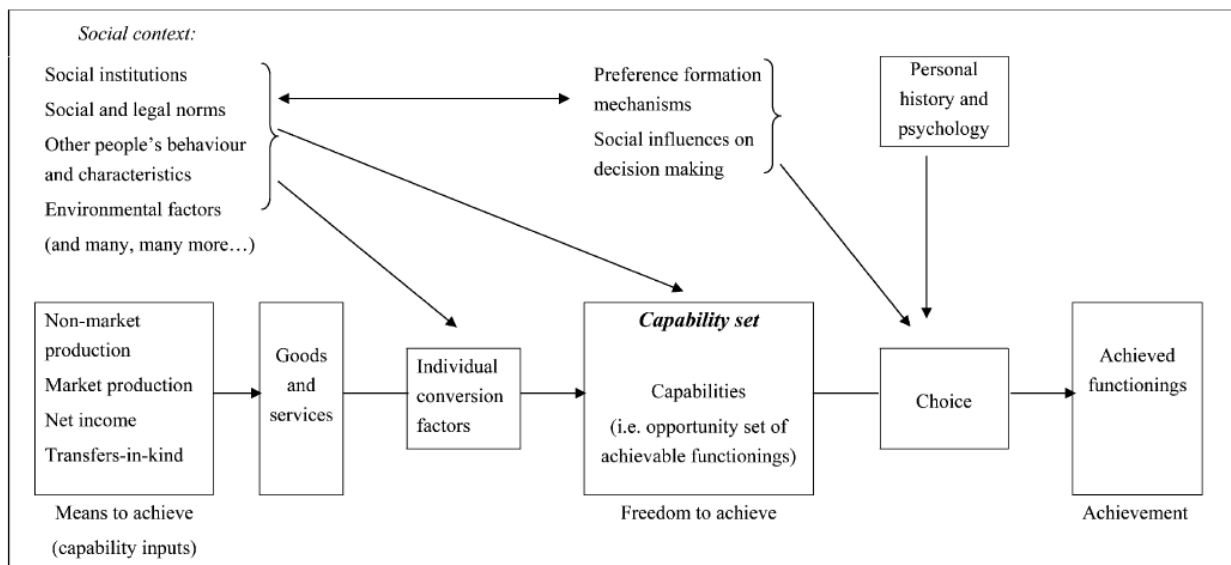 Social context:
Social institutions
Social and legal norms
Other people's behaviour
and characteristics
Environmental factors
(and many, many more…)
Preference formation
mechanisms
Social influences on
decision making
Personal
history and
psychology
Non-market
production
Market production
Net income
Transfers-in-kind
Means to achieve
(capability inputs)
Goods
and
services
Individual
conversion
factors
Capability set
Capabilities
(i.e. opportunity set of
achievable functionings)
Freedom to achieve
Choice
Achieved
functionings
Achievement